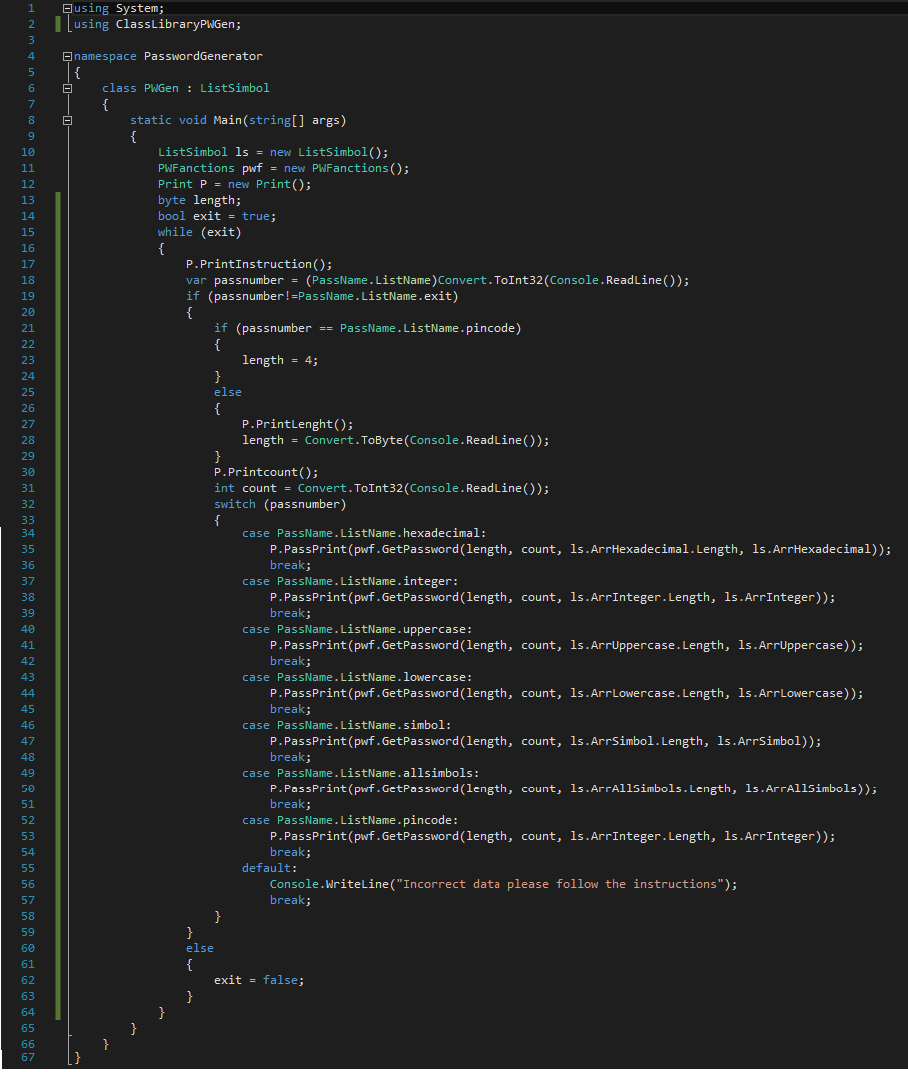 1 using System;
2 using ClassLibraryPWGen;
3
4 namespace PasswordGenerator
5 {
6 class PWGen : ListSimbol
7 {
8 static void Main(string[] args)
9 {
10 ListSimbol ls = new ListSimbol();
11 PWFanctions pwf = new PWFanctions();
12 Print P = new Print();
13 byte length;
14 bool exit = true;
15 while (exit)
16 {
17 P.PrintInstruction();
18 var passnumber = (PassName.ListName)Convert.ToInt32(Console.ReadLine());
19 if (passnumber!=PassName.ListName.exit)
20 {
21 if (passnumber == PassName.ListName.pincode)
22 {
23 length = 4;
24 }
25 else
26 {
27 P.PrintLenght();
28 length = Convert.ToByte(Console.ReadLine());
29 }
30 P.Printcount();
31 int count = Convert.ToInt32(Console.ReadLine());
32 switch (passnumber)
33 {
34 case PassName.ListName.hexadecimal:
35 P.PassPrint(pwf.GetPassword(length, count, ls.ArrHexadecimal.Length, ls.ArrHexadecimal));
36 break;
37 case PassName.ListName.integer:
38 P.PassPrint(pwf.GetPassword(length, count, ls.ArrInteger.Length, ls.ArrInteger));
39 break;
40 case PassName.ListName.uppercase:
41 P.PassPrint(pwf.GetPassword(length, count, ls.ArrUppercase.Length, ls.ArrUppercase));
42 break;
43 case PassName.ListName.lowercase:
44 P.PassPrint(pwf.GetPassword(length, count, ls.ArrLowercase.Length, ls.ArrLowercase));
45 break;
46 case PassName.ListName.simbol:
47 P.PassPrint(pwf.GetPassword(length, count, ls.ArrSimbol.Length, ls.ArrSimbol));
48 break;
49 case PassName.ListName.allsimbols:
50 P.PassPrint(pwf.GetPassword(length, count, ls.ArrAllSimbols.Length, ls.ArrAllSimbols));
51 break;
52 case PassName.ListName.pincode:
53 P.PassPrint(pwf.GetPassword(length, count, ls.ArrInteger.Length, ls.ArrInteger));
54 break;
55 default:
56 Console.WriteLine("Incorrect data please follow the instructions");
57 break;
58 }
59 }
60 else
61 {
62 exit = false;
63 }
64 }
65 }
66 }
67 }